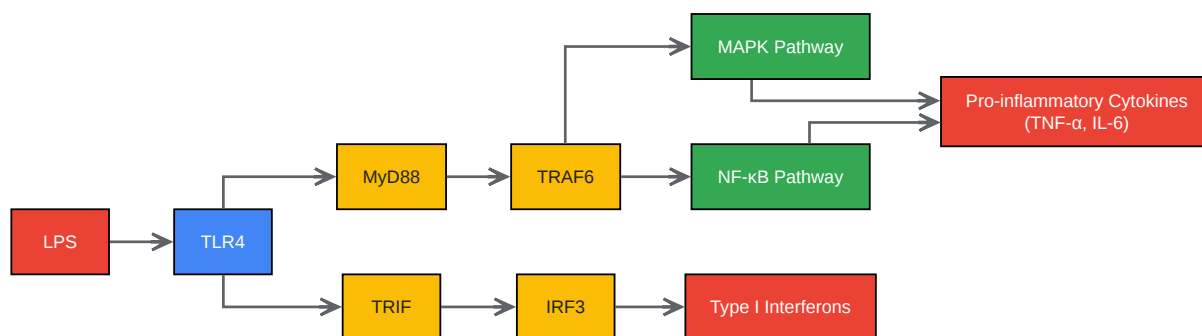 MAPK Pathway
Pro-inflammatory Cytokines
(TNF-α, IL-6)
MyD88
TRAF6
NF-κB Pathway
LPS
TLR4
TRIF
IRF3
Type I Interferons